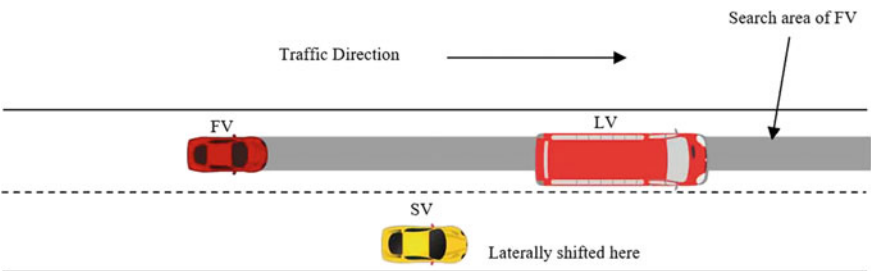 Search area of FV
Traffic Direction
FV
LV
SV
Laterally shifted here